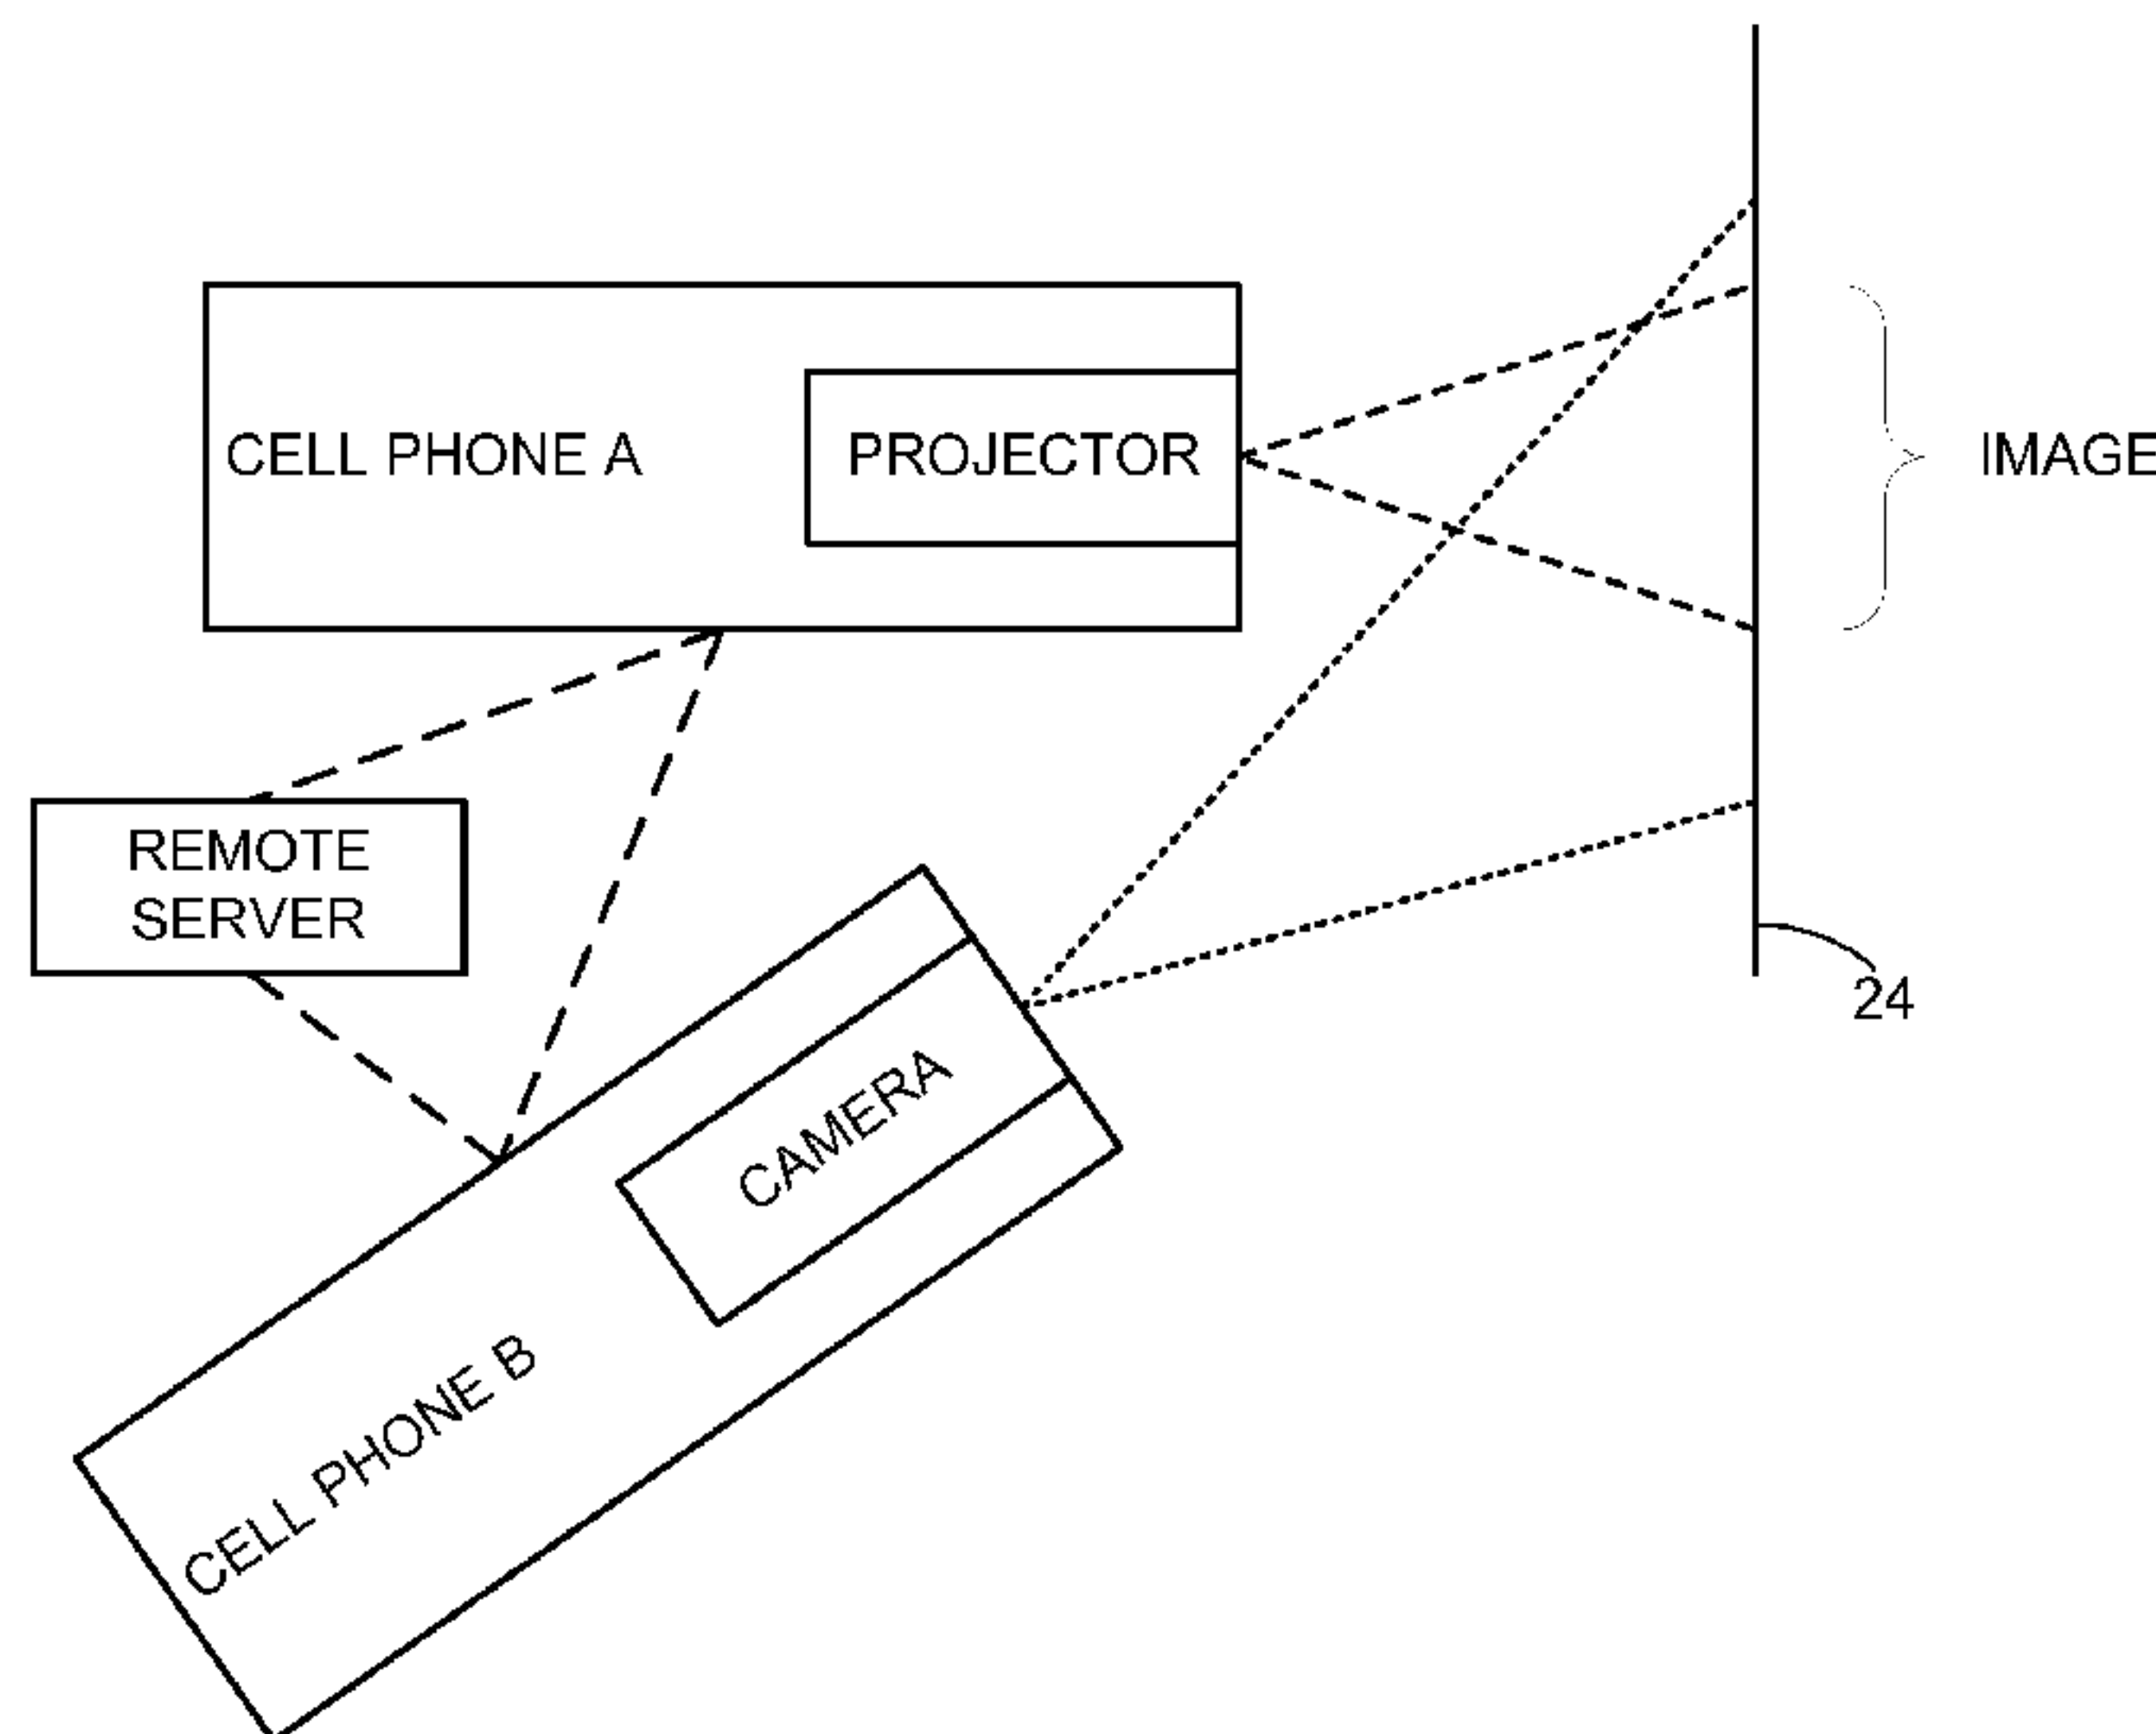 CELL PHONE A
PROJECTOR
IMAGE
REMOTE
SERVER
24
CAMERA
CELL PHONE B